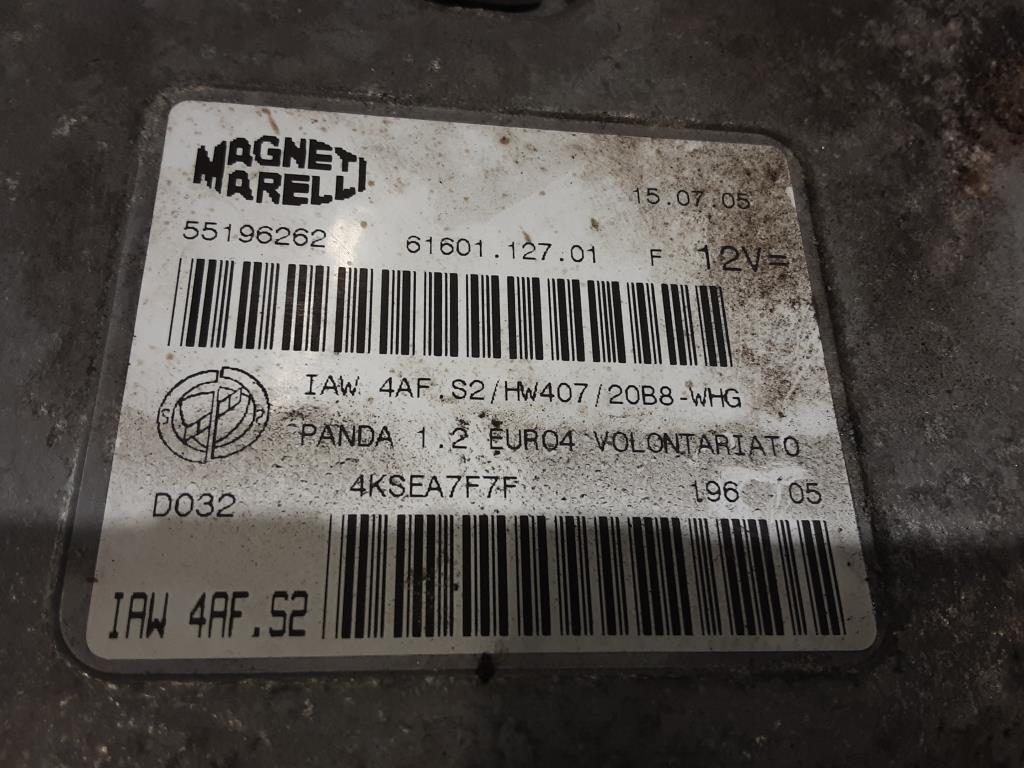 MAGNETI
MARELLI
15.07.05
55196262 61601.127.01 F 12V=
IAW 4AF.S2/HW407/20B8-WHG
PANDA 1.2 EURO4 VOLONTARIATO
4KSEA7F7F 196 05
D032
IAW 4AF.S2